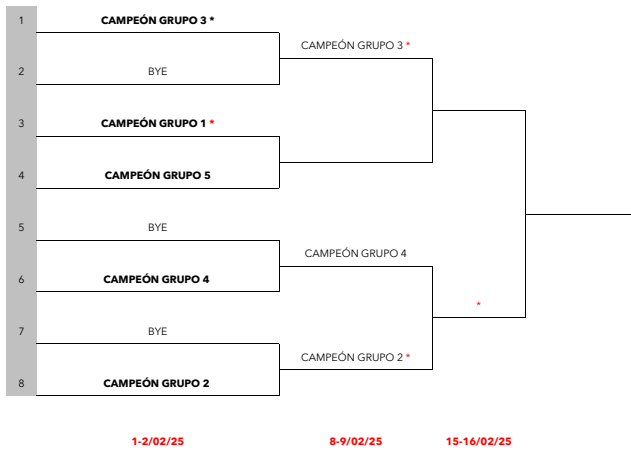 1 CAMPEÓN GRUPO 3 *
CAMPEÓN GRUPO 3 *
2 BYE
3 CAMPEÓN GRUPO 1 *
4 CAMPEÓN GRUPO 5
5 BYE
CAMPEÓN GRUPO 4
6 CAMPEÓN GRUPO 4
*
7 BYE
CAMPEÓN GRUPO 2 *
8 CAMPEÓN GRUPO 2
1-2/02/25 8-9/02/25 15-16/02/25